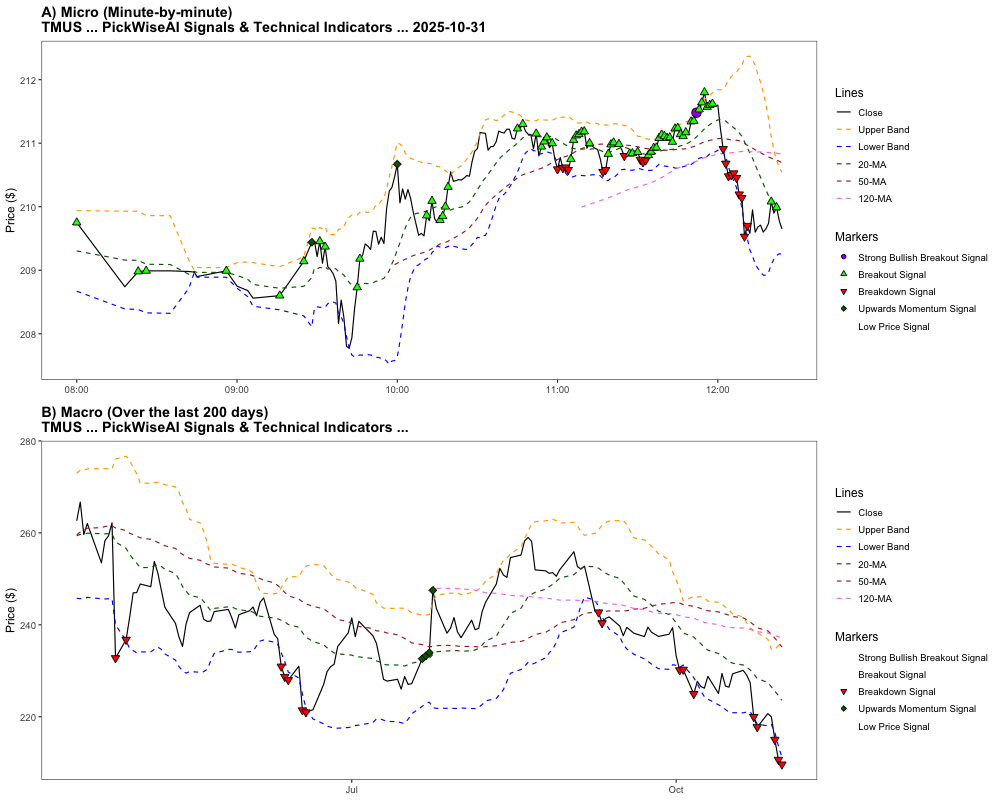 A) Micro (Minute-by-minute)
TMUS ... PickWiseAI Signals & Technical Indicators ... 2025-10-31
Price ($)
212
211
210
209
208
08:00
09:00
10:00
11:00
12:00
Lines
Close
Upper Band
Lower Band
20-MA
50-MA
120-MA
Markers
Strong Bullish Breakout Signal
Breakout Signal
Breakdown Signal
Upwards Momentum Signal
Low Price Signal
B) Macro (Over the last 200 days)
TMUS ... PickWiseAI Signals & Technical Indicators ...
Price ($)
280
260
240
220
Jul
Oct
Lines
Close
Upper Band
Lower Band
20-MA
50-MA
120-MA
Markers
Strong Bullish Breakout Signal
Breakout Signal
Breakdown Signal
Upwards Momentum Signal
Low Price Signal